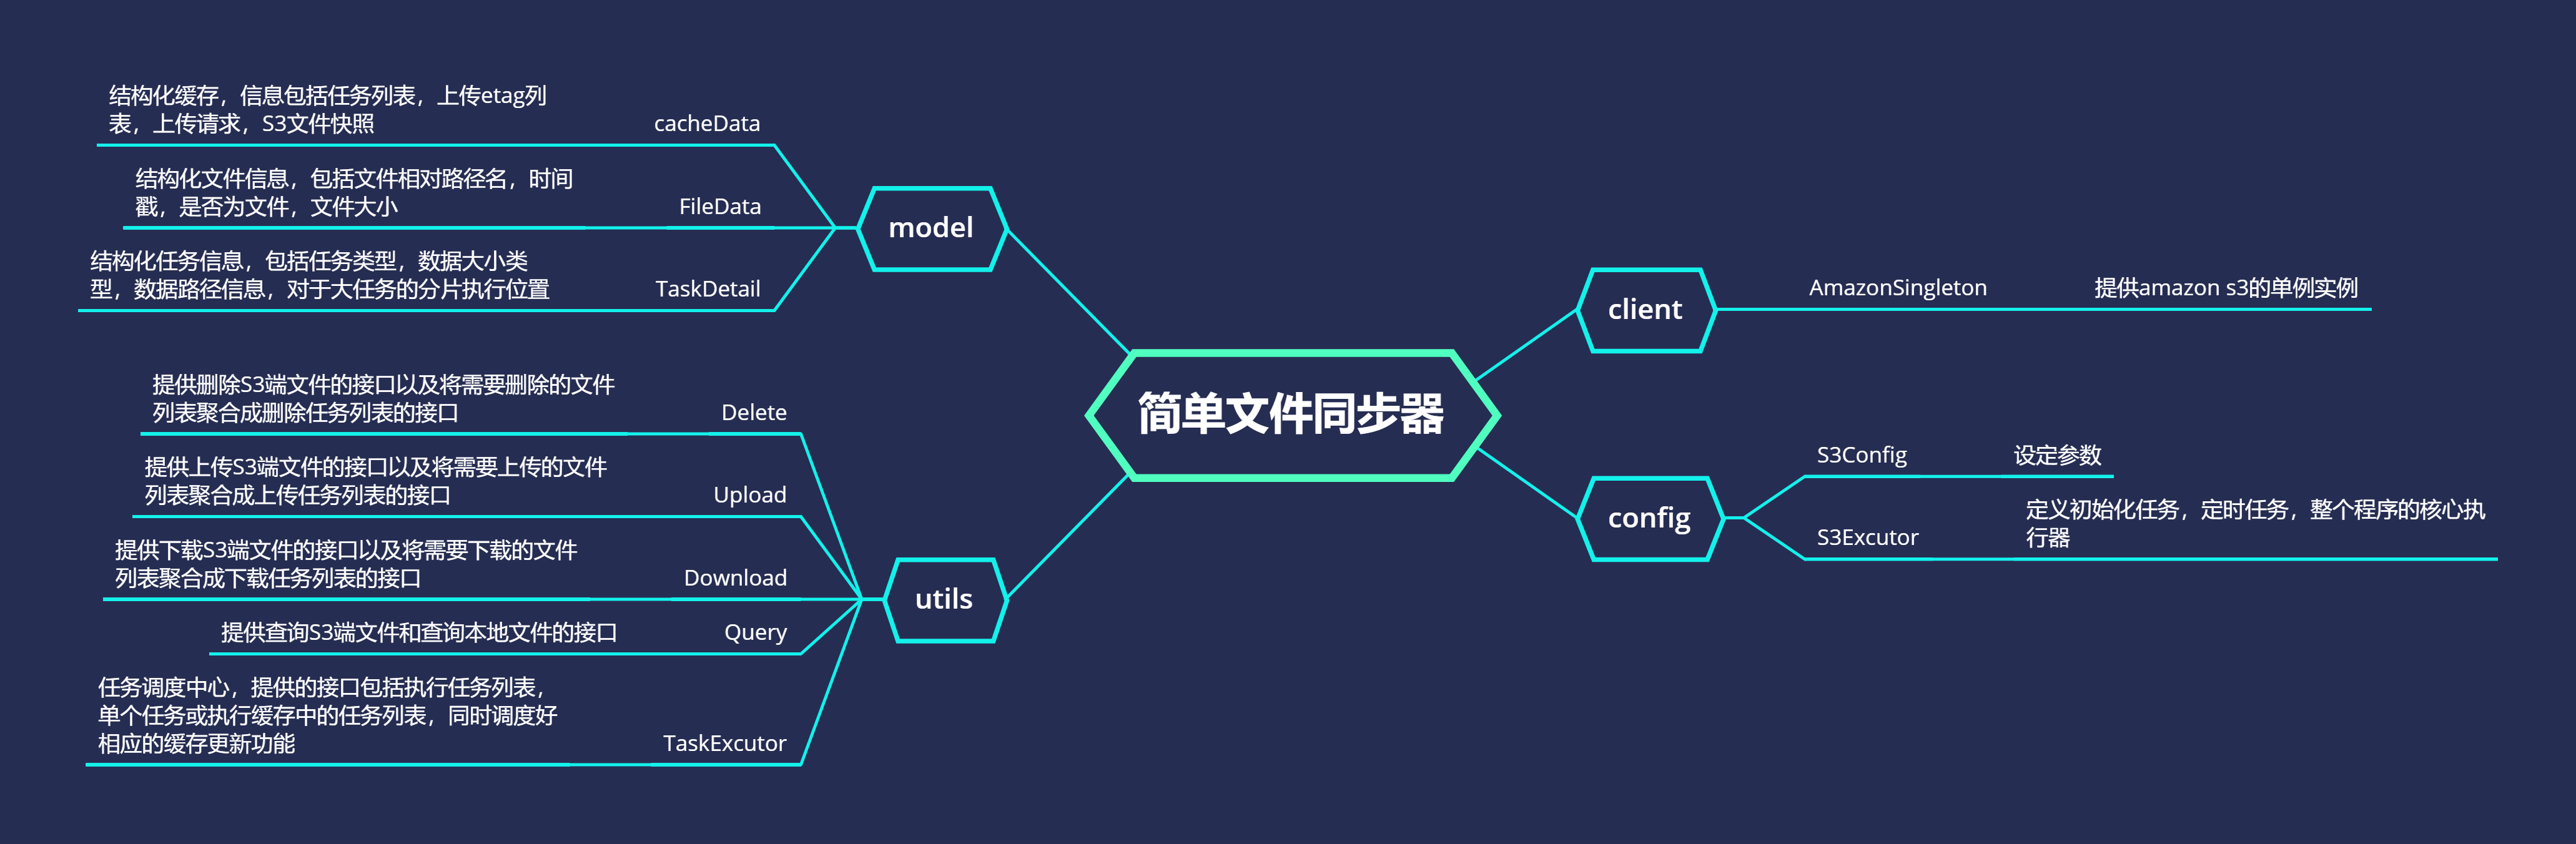 简单文件同步器
client
AmazonSingleton
提供amazon s3的单例实例
config
S3Config
设定参数
S3Excutor
定义初始化任务，定时任务，整个程序的核心执
行器
model
cacheData
结构化缓存，信息包括任务列表，上传etag列
表，上传请求，S3文件快照
FileData
结构化文件信息，包括文件相对路径名，时间
戳，是否为文件，文件大小
TaskDetail
结构化任务信息，包括任务类型，数据大小类
型，数据路径信息，对于大任务的分片执行位置
utils
Delete
提供删除S3端文件的接口以及将需要删除的文件
列表聚合成删除任务列表的接口
Upload
提供上传S3端文件的接口以及将需要上传的文件
列表聚合成上传任务列表的接口
Download
提供下载S3端文件的接口以及将需要下载的文件
列表聚合成下载任务列表的接口
Query
提供查询S3端文件和查询本地文件的接口
TaskExcutor
任务调度中心，提供的接口包括执行任务列表，
单个任务或执行缓存中的任务列表，同时调度好
相应的缓存更新功能